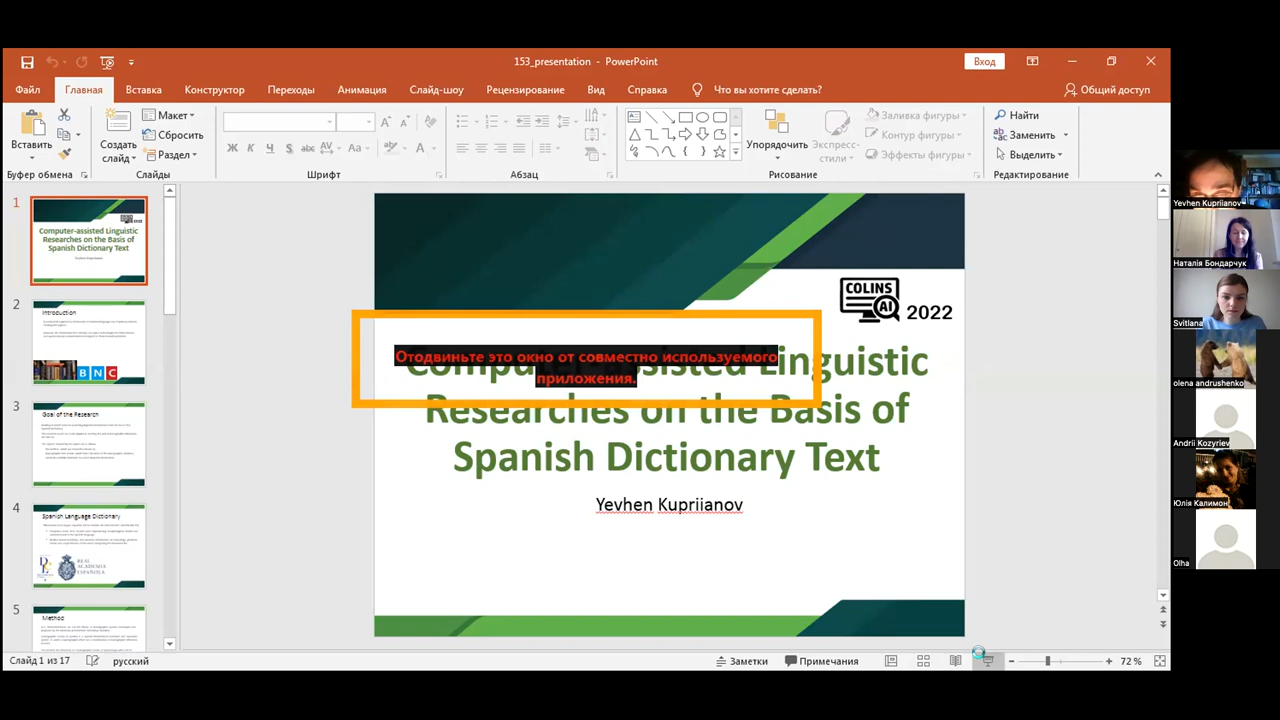 153_presentation - PowerPoint
Вход
Файл
Главная
Вставка
Конструктор
Переходы
Анимация
Слайд-шоу
Рецензирование
Вид
Справка
Что вы хотите сделать?
Общий доступ
Вставить
Создать
слайд
Макет
Сбросить
Раздел
Ж К Ч S abc AV Aa
Упорядочить
Экспресс-
стили
Заливка фигуры
Контур фигуры
Эффекты фигуры
Найти
Заменить
Выделить
Буфер обмена
Слайды
Шрифт
Абзац
Рисование
Редактирование
1
Computer-assisted Linguistic
Researches on the Basis of
Spanish Dictionary Text
Yevhen Kupriianov
2
Introduction
BNC
3
Goal of the Research
4
Spanish Language Dictionary
REAL
ACADEMIA
ESPAÑOLA
5
Method
COLINS
AI
2022
Отодвиньте это окно от совместно используемого
приложения.
Computer-assisted Linguistic
Researches on the Basis of
Spanish Dictionary Text
Yevhen Kupriianov
Yevhen Kupriianov
Наталія Бондарчук
Svitlana
olena andrushenko
Andrii Kozyriev
Юлія Калимон
Olha
Слайд 1 из 17
русский
Заметки
Примечания
72 %